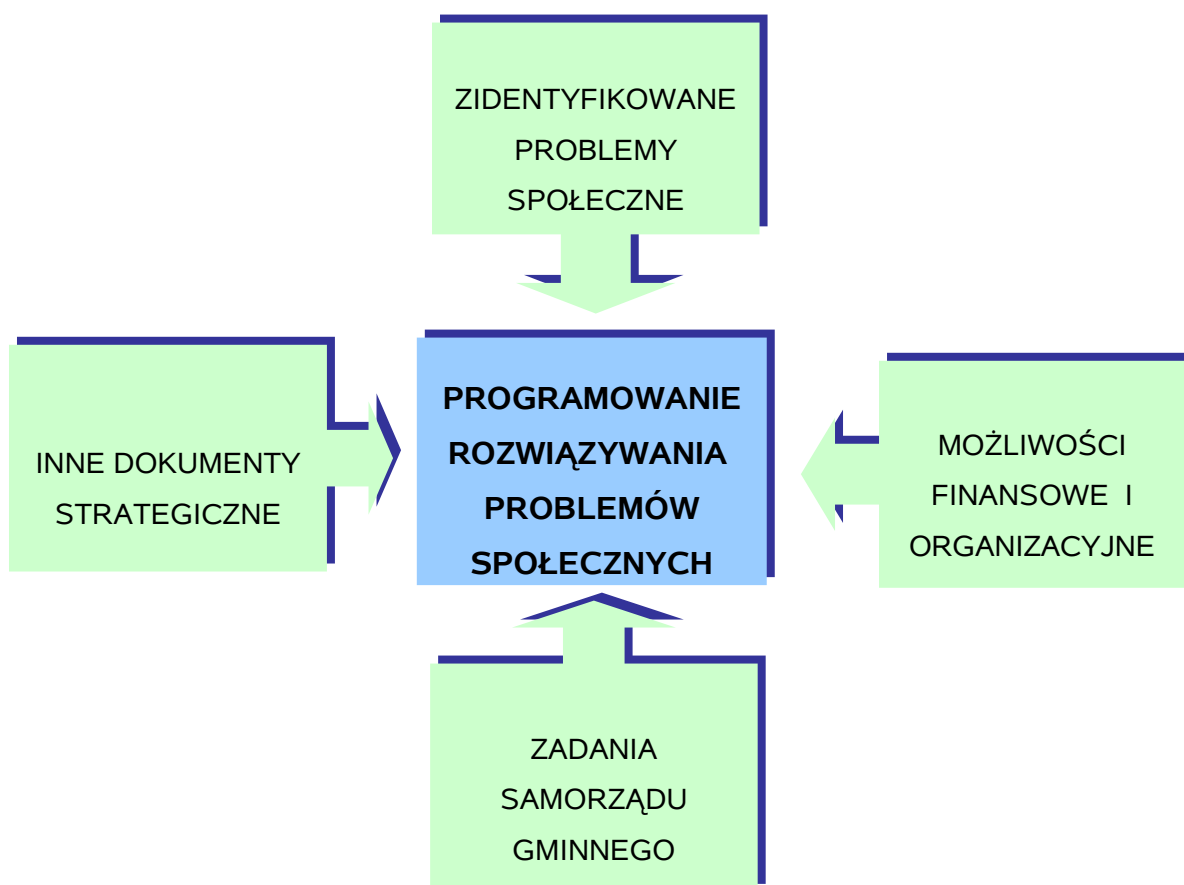 ZIDENTYFIKOWANE
PROBLEMY
SPOŁECZNE
INNE DOKUMENTY
STRATEGICZNE
PROGRAMOWANIE
ROZWIĄZYWANIA
PROBLEMÓW
SPOŁECZNYCH
MOŻLIWOŚCI
FINANSOWE I
ORGANIZACYJNE
ZADANIA
SAMORZĄDU
GMINNEGO